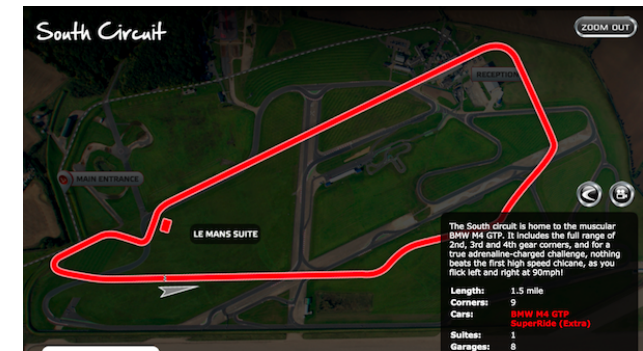 South Circuit
ZOOM OUT
RECEPTION
MAIN ENTRANCE
LE MANS SUITE
The South circuit is home to the muscular
BMW M4 GTP. It includes the full range of
2nd, 3rd and 4th gear corners, and for a
true adrenaline-charged challenge, nothing
beats the first high speed chicane, as you
flick left and right at 90mph!
Length: 1.5 mile
Corners: 9
Cars: BMW M4 GTP
SuperRide (Extra)
Suites: 1
Garages: 8